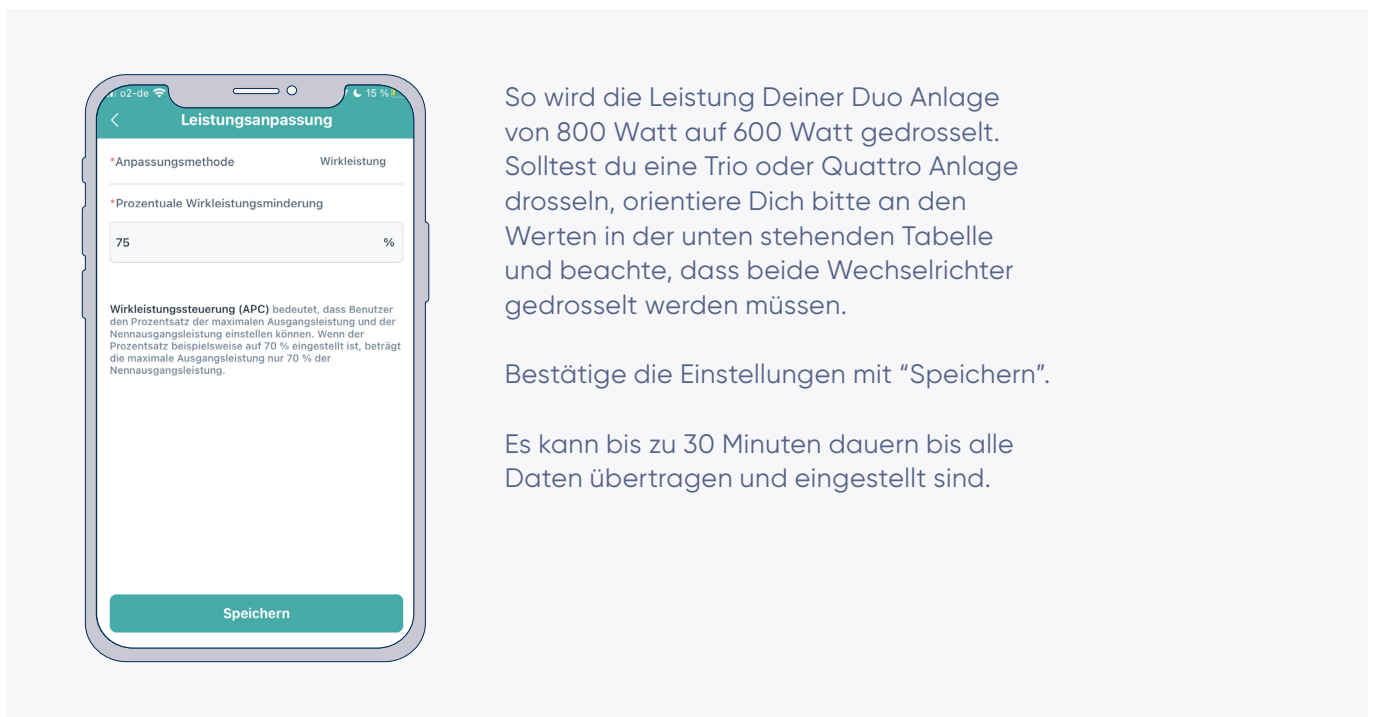 o2-de
15 %
Leistungsanpassung
*Anpassungsmethode Wirkleistung
*Prozentuale Wirkleistungsminderung
75 %
Wirkleistungssteuerung (APC) bedeutet, dass Benutzer
den Prozentsatz der maximalen Ausgangsleistung und der
Nennausgangsleistung einstellen können. Wenn der
Prozentsatz beispielsweise auf 70 % eingestellt ist, beträgt
die maximale Ausgangsleistung nur 70 % der
Nennausgangsleistung.
Speichern
So wird die Leistung Deiner Duo Anlage
von 800 Watt auf 600 Watt gedrosselt.
Solltest du eine Trio oder Quattro Anlage
drosseln, orientiere Dich bitte an den
Werten in der unten stehenden Tabelle
und beachte, dass beide Wechselrichter
gedrosselt werden müssen.
Bestätige die Einstellungen mit “Speichern”.
Es kann bis zu 30 Minuten dauern bis alle
Daten übertragen und eingestellt sind.